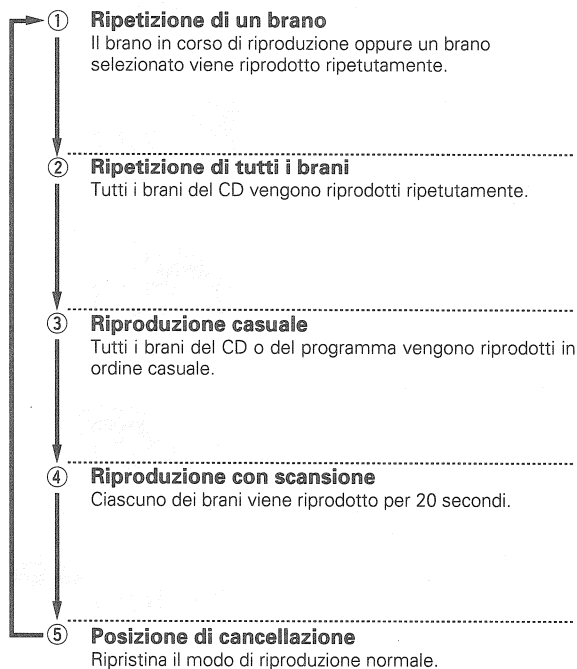 ① Ripetizione di un brano
Il brano in corso di riproduzione oppure un brano
selezionato viene riprodotto ripetutamente.
② Ripetizione di tutti i brani
Tutti i brani del CD vengono riprodotti ripetutamente.
③ Riproduzione casuale
Tutti i brani del CD o del programma vengono riprodotti in
ordine casuale.
④ Riproduzione con scansione
Ciascuno dei brani viene riprodotto per 20 secondi.
⑤ Posizione di cancellazione
Ripristina il modo di riproduzione normale.